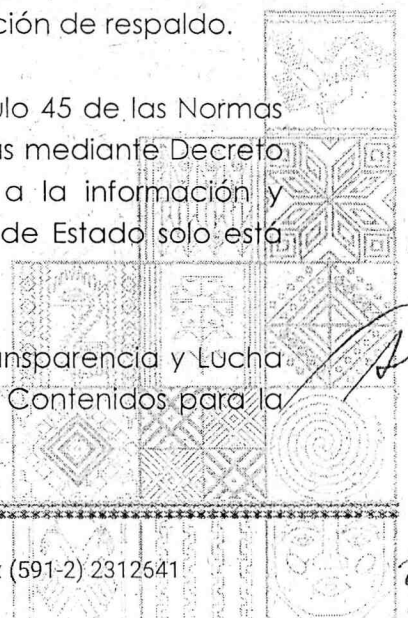 ción de respaldo.
ulo 45 de las Normas
as mediante Decreto
a la información y
de Estado solo está
ansparencia y Lucha
Contenidos para la
(591-2) 2312641